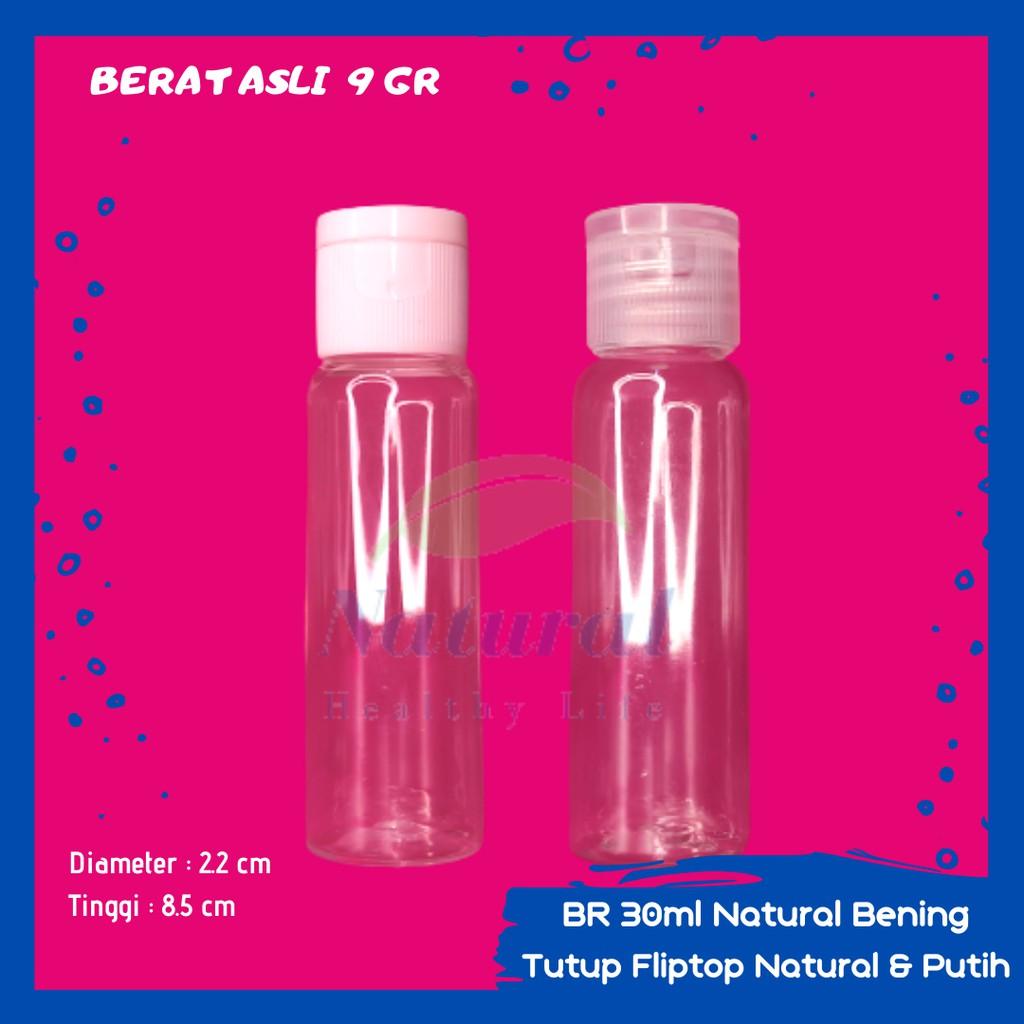 BERAT ASLI 9 GR
Natural
Healthy Life
Diameter : 2.2 cm
Tinggi : 8.5 cm
BR 30ml Natural Bening
Tutup Fliptop Natural & Putih